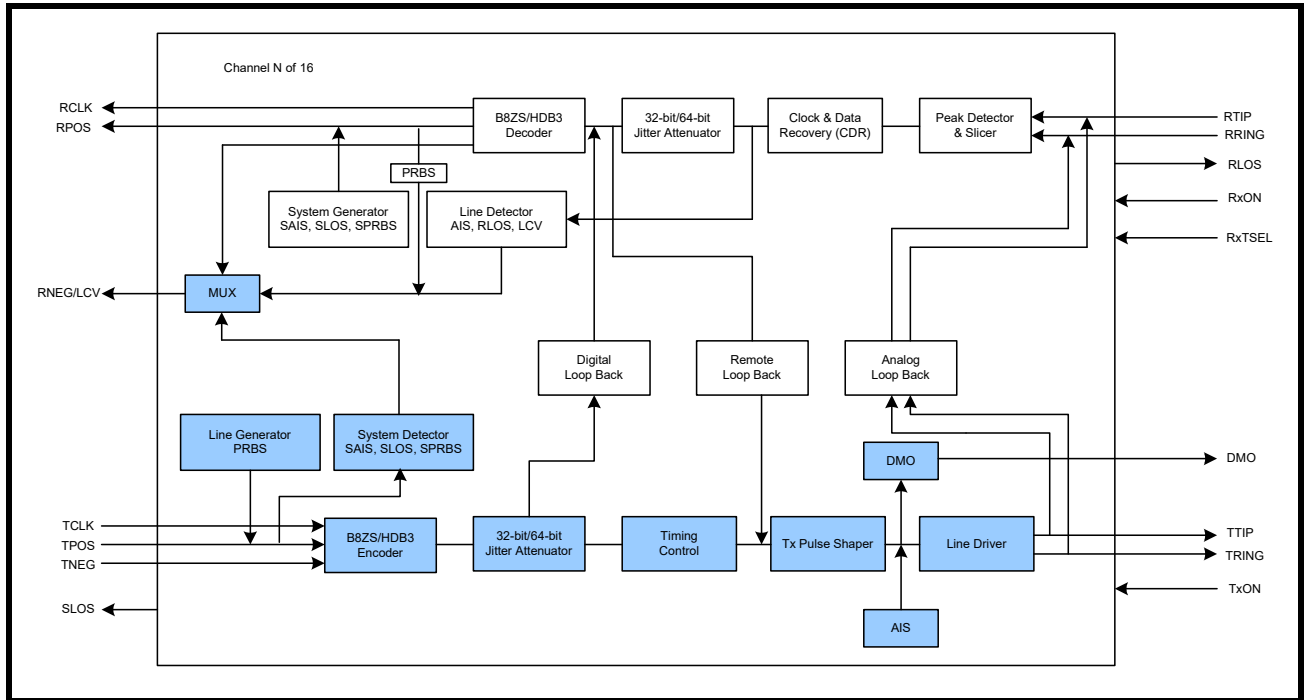 Channel N of 16
RCLK
RPOS
B8ZS/HDB3
Decoder
32-bit/64-bit
Jitter Attenuator
Clock & Data
Recovery (CDR)
Peak Detector
& Slicer
RTIP
RRING
RLOS
RxON
RxTSEL
PRBS
System Generator
SAIS, SLOS, SPRBS
Line Detector
AIS, RLOS, LCV
RNEG/LCV
MUX
Digital
Loop Back
Remote
Loop Back
Analog
Loop Back
Line Generator
PRBS
System Detector
SAIS, SLOS, SPRBS
DMO
DMO
TCLK
TPOS
TNEG
B8ZS/HDB3
Encoder
32-bit/64-bit
Jitter Attenuator
Timing
Control
Tx Pulse Shaper
Line Driver
TTIP
TRING
TxON
SLOS
AIS